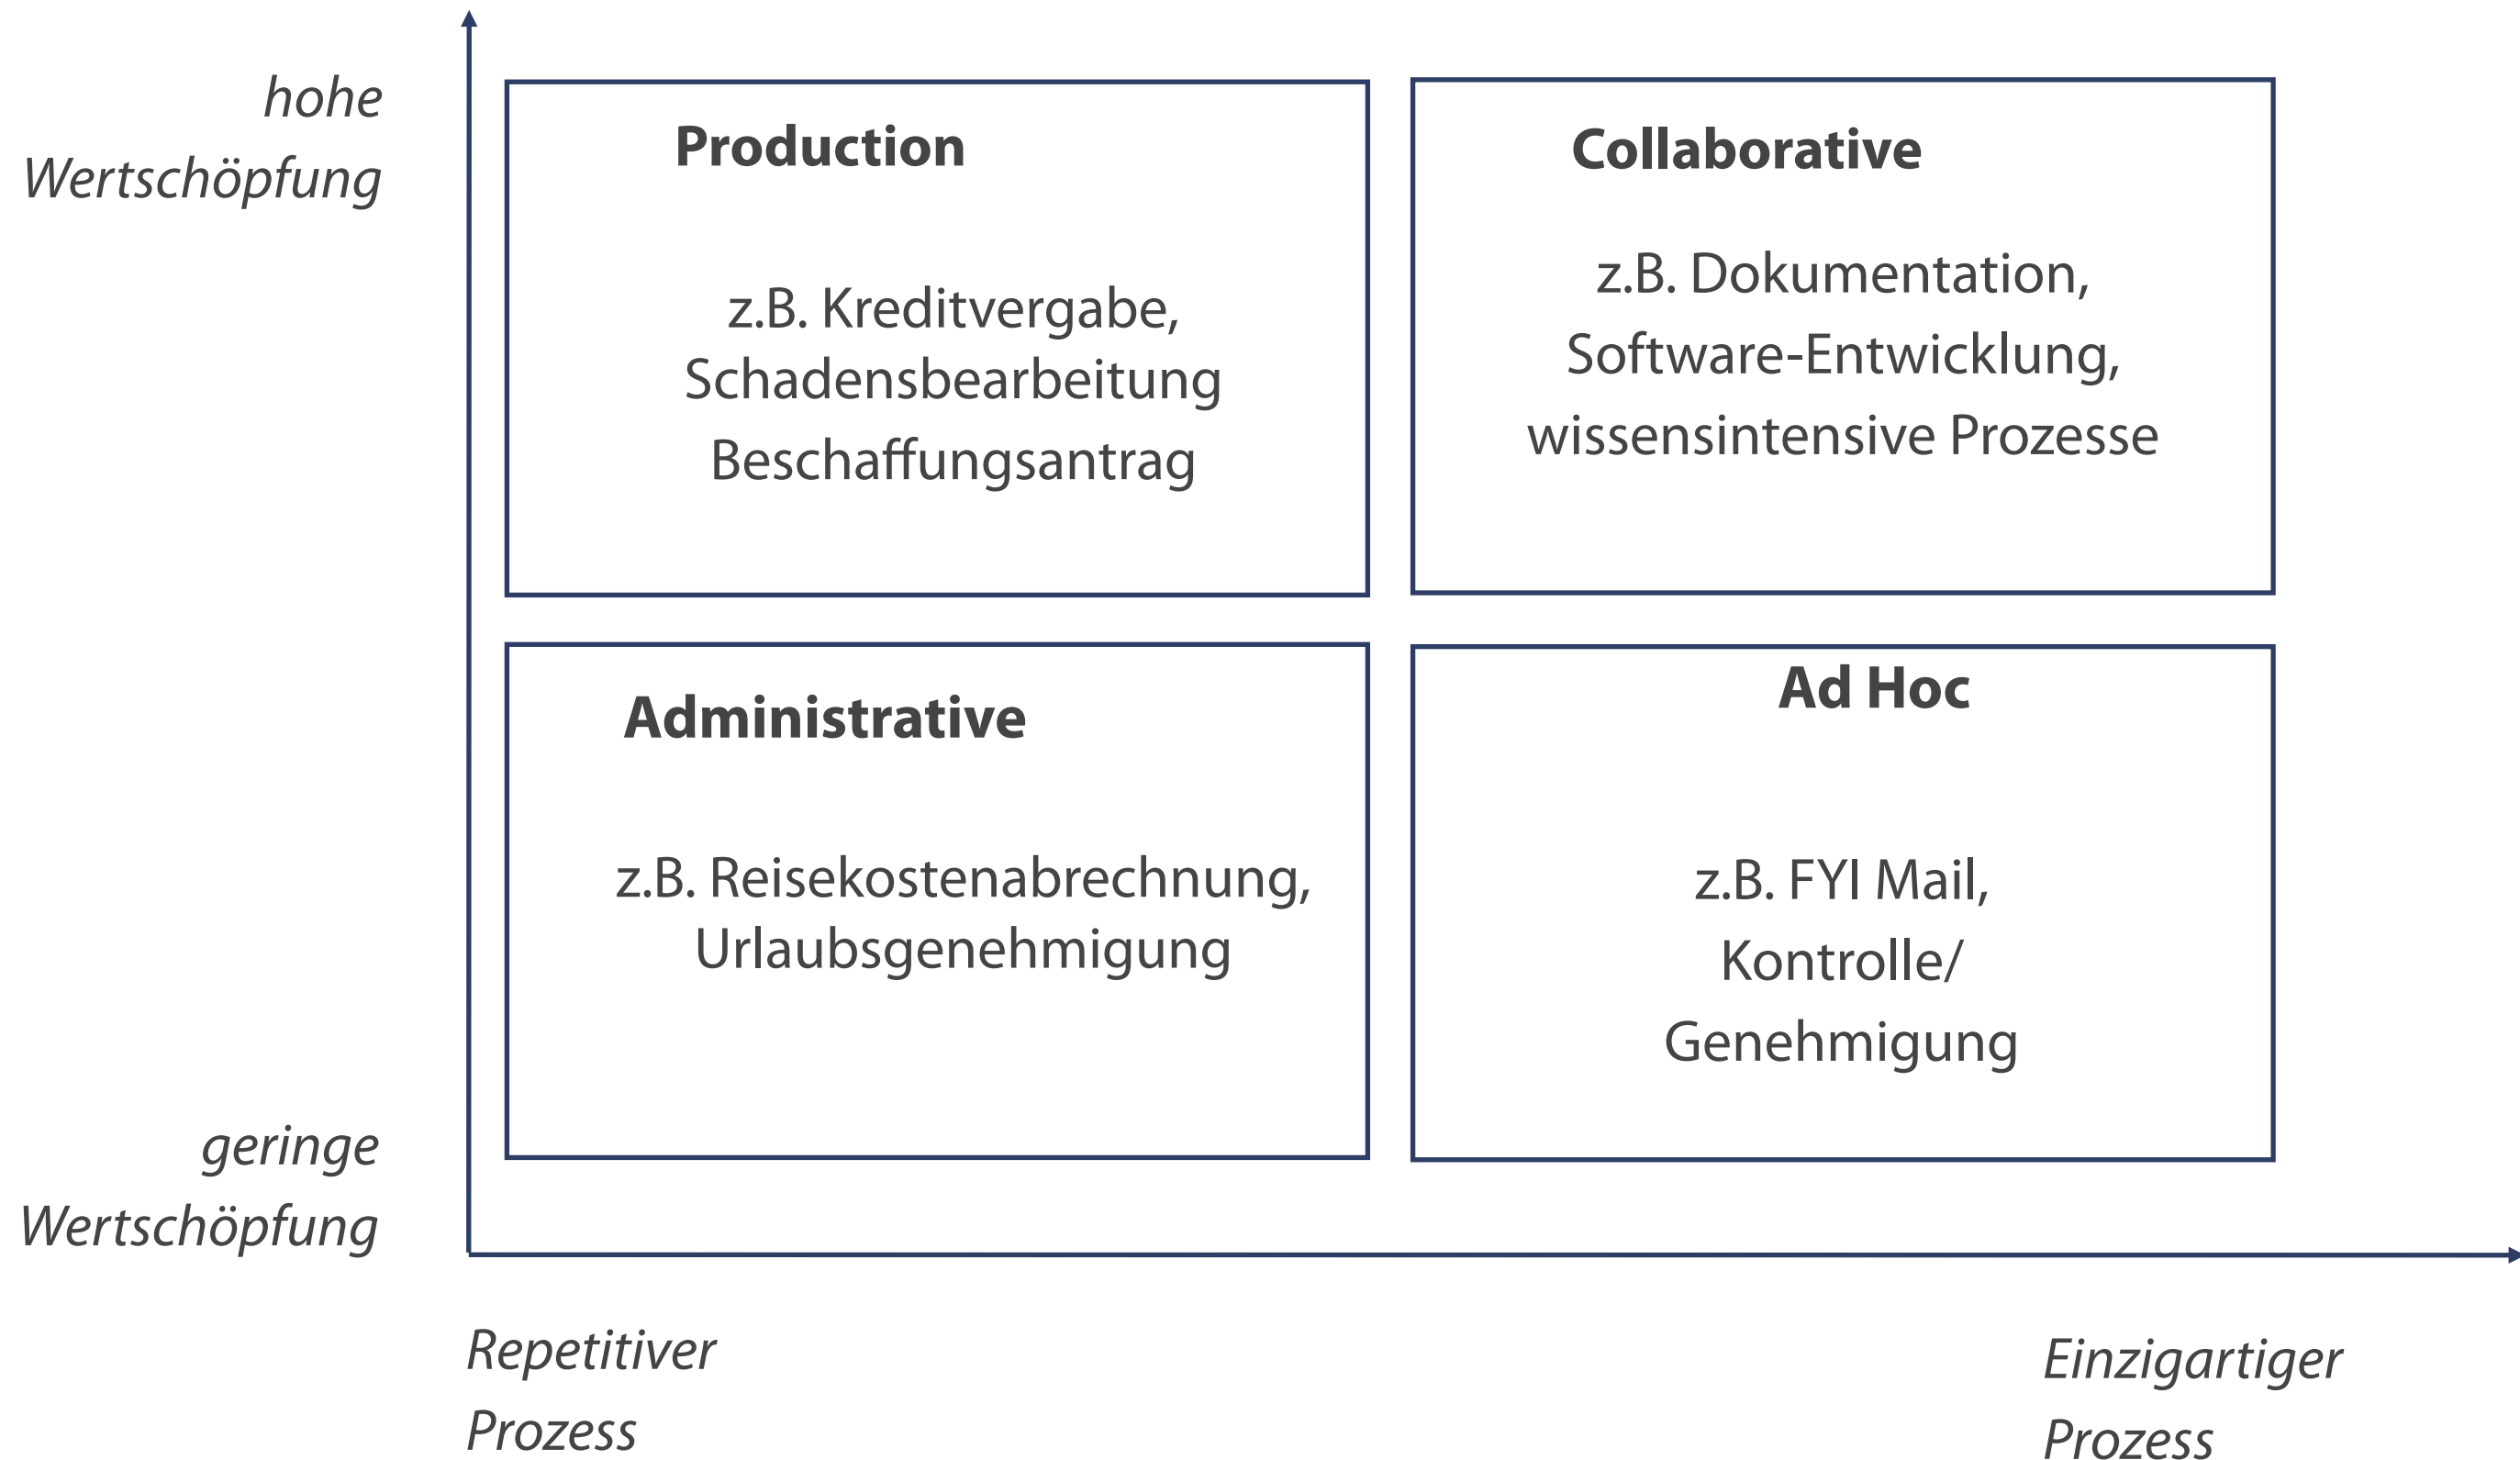 hohe
Wertschöpfung
Production
z.B. Kreditvergabe,
Schadensbearbeitung
Beschaffungsantrag
Collaborative
z.B. Dokumentation,
Software-Entwicklung,
wissensintensive Prozesse
Administrative
z.B. Reisekostenabrechnung,
Urlaubsgenehmigung
Ad Hoc
z.B. FYI Mail,
Kontrolle/
Genehmigung
geringe
Wertschöpfung
Repetitiver
Prozess
Einzigartiger
Prozess